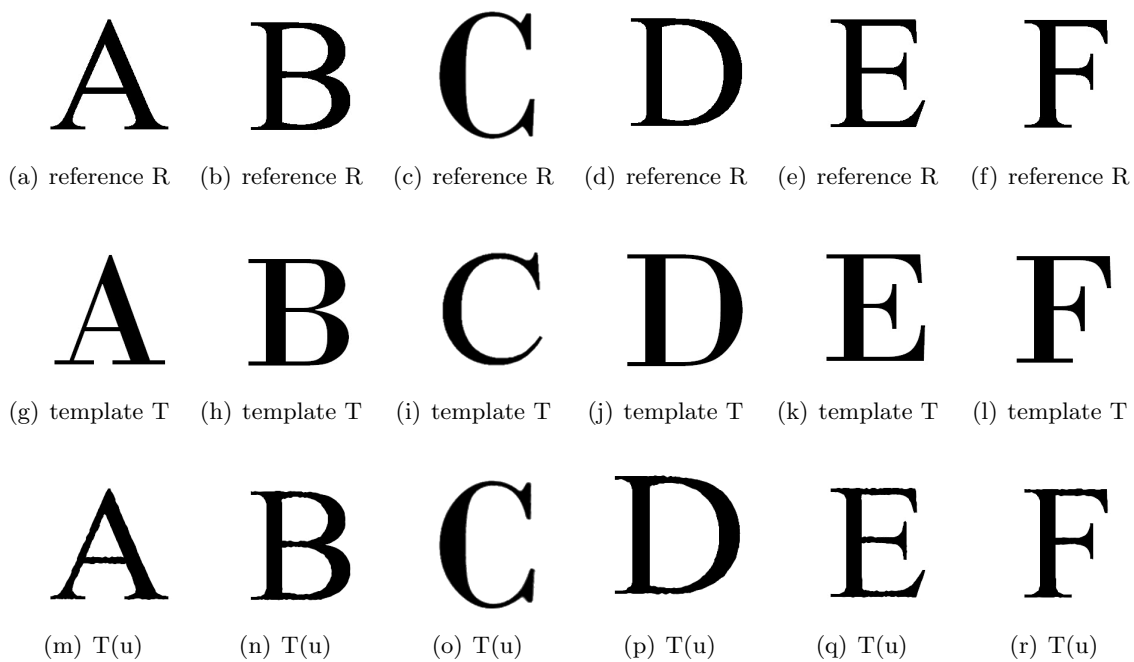 A B C D E F
(a) reference R (b) reference R (c) reference R (d) reference R (e) reference R (f) reference R
A B C D E F
(g) template T (h) template T (i) template T (j) template T (k) template T (l) template T
A B C D E F
(m) T(u) (n) T(u) (o) T(u) (p) T(u) (q) T(u) (r) T(u)